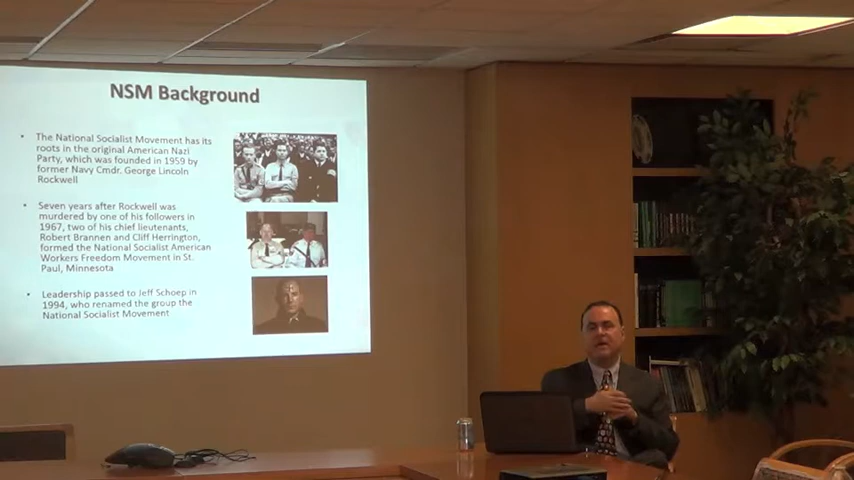 NSM Background
• The National Socialist Movement has its
roots in the original American Nazi
Party, which was founded in 1959 by
former Navy Cmdr. George Lincoln
Rockwell
• Seven years after Rockwell was
murdered by one of his followers in
1967, two of his chief lieutenants,
Robert Brannen and Cliff Herrington,
formed the National Socialist American
Workers Freedom Movement in St.
Paul, Minnesota
• Leadership passed to Jeff Schoep in
1994, who renamed the group the
National Socialist Movement